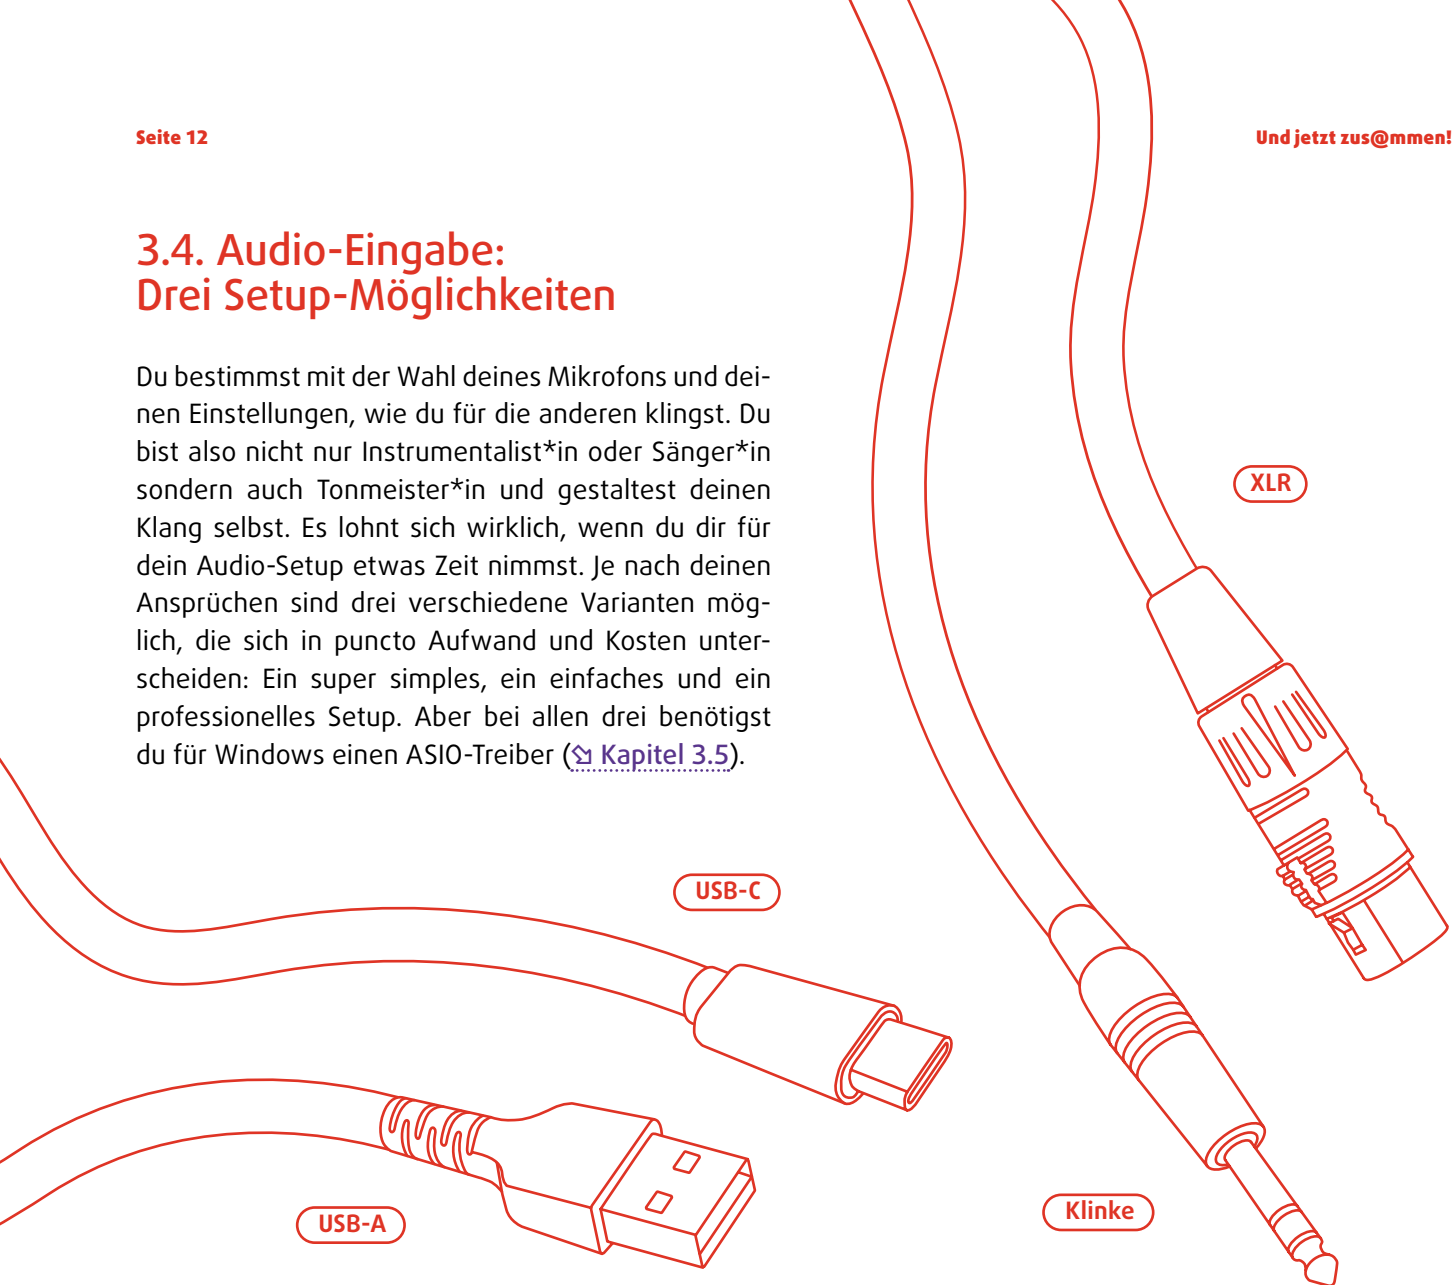 Seite 12
Und jetzt zus@mmen!
3.4. Audio-Eingabe:
Drei Setup-Möglichkeiten
Du bestimmst mit der Wahl deines Mikrofons und dei-
nen Einstellungen, wie du für die anderen klingst. Du
bist also nicht nur Instrumentalist*in oder Sänger*in
sondern auch Tonmeister*in und gestaltest deinen
Klang selbst. Es lohnt sich wirklich, wenn du dir für
dein Audio-Setup etwas Zeit nimmst. Je nach deinen
Ansprüchen sind drei verschiedene Varianten mög-
lich, die sich in puncto Aufwand und Kosten unter-
scheiden: Ein super simples, ein einfaches und ein
professionelles Setup. Aber bei allen drei benötigst
du für Windows einen ASIO-Treiber (⇘ Kapitel 3.5).
XLR
USB-C
USB-A
Klinke